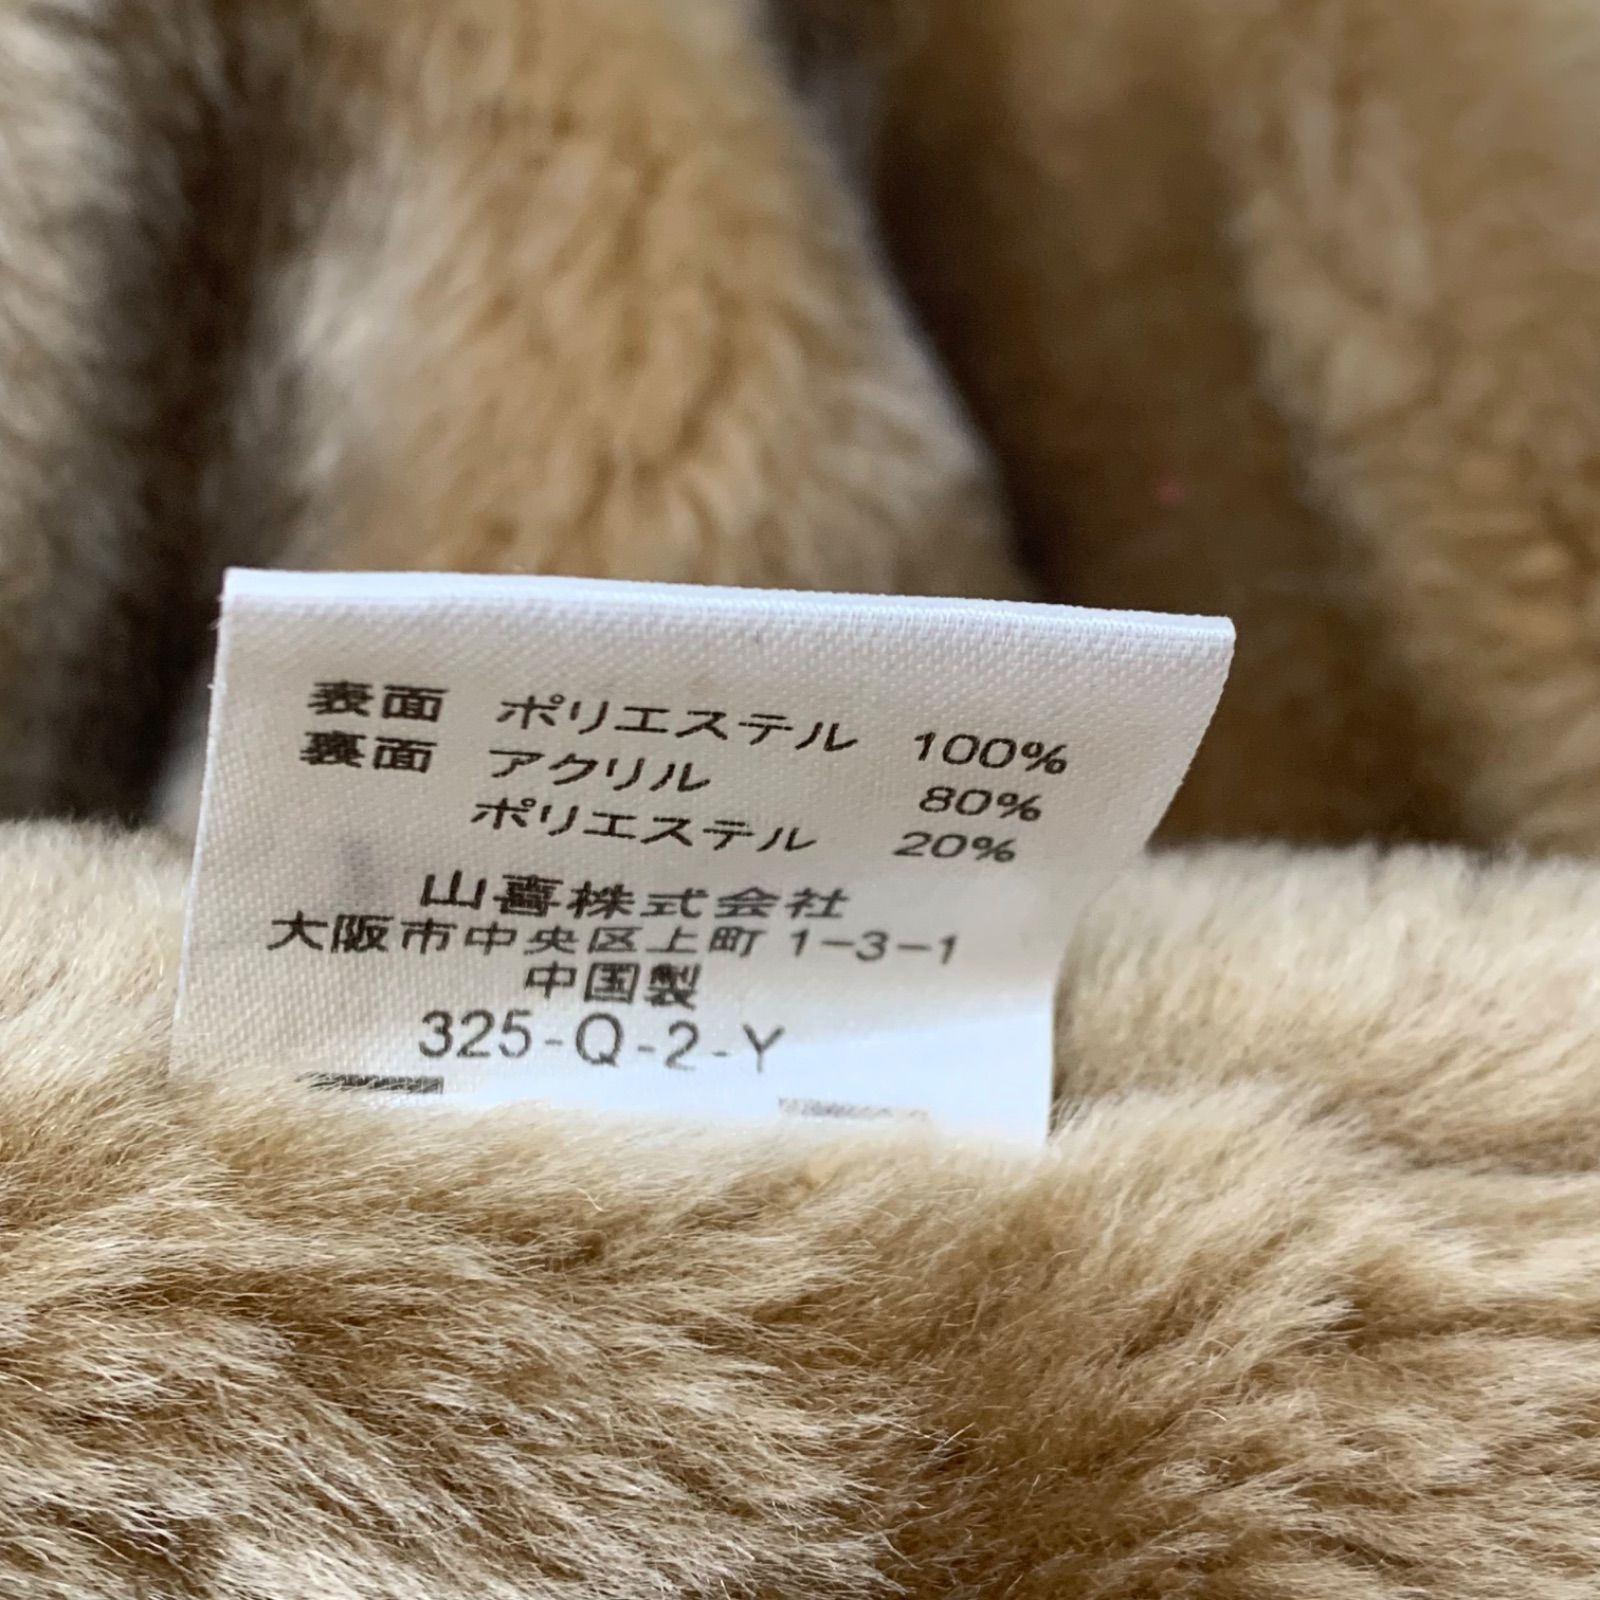 表面 ポリエステル 100%
裏面 アクリル 80%
ポリエステル 20%
山喜株式会社
大阪市中央区上町 1-3-1
中国製
325-Q-2-Y